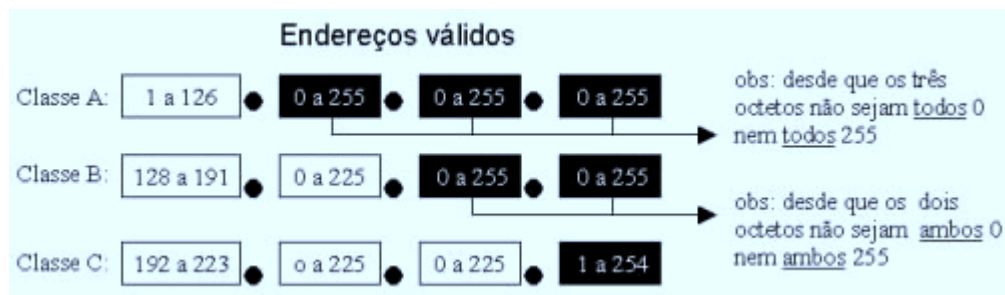 Endereços válidos
Classe A: 1 a 126 0 a 255 0 a 255 0 a 255
obs: desde que os três
octetos não sejam todos 0
nem todos 255
Classe B: 128 a 191 0 a 225 0 a 255 0 a 255
obs: desde que os dois
octetos não sejam ambos 0
nem ambos 255
Classe C: 192 a 223 o a 225 0 a 225 1 a 254